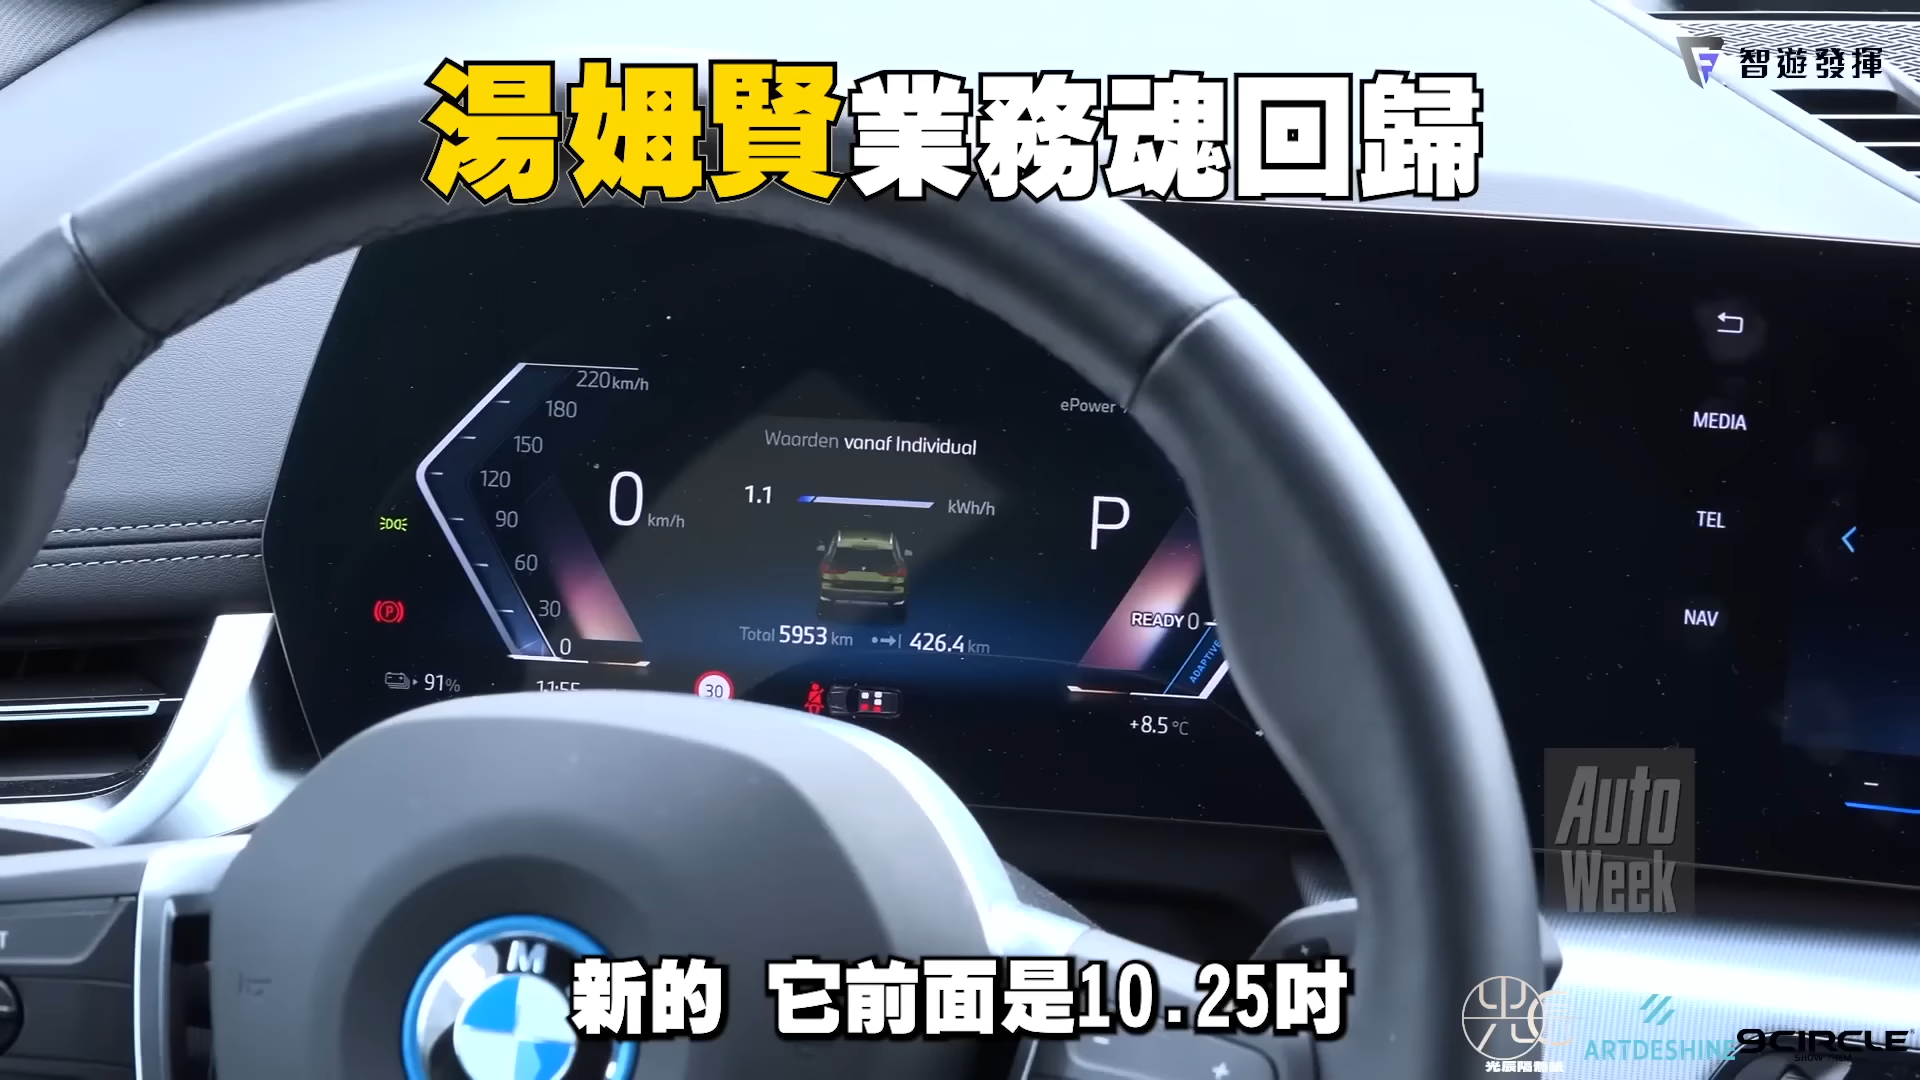 智遊發揮
湯姆賢業務魂回歸
220km/h
180
150
120
90
60
30
0
0 km/h
Waarden vanaf Individual
1.1 kWh/h
ePower
P
READY 0
ADAPTIVE
Total 5953 km 426.4 km
91%
11:55
30
+8.5°C
MEDIA
TEL
NAV
Auto
Week
M
新的 它前面是10.25吋
ARTDESHINE
9CIRCLE